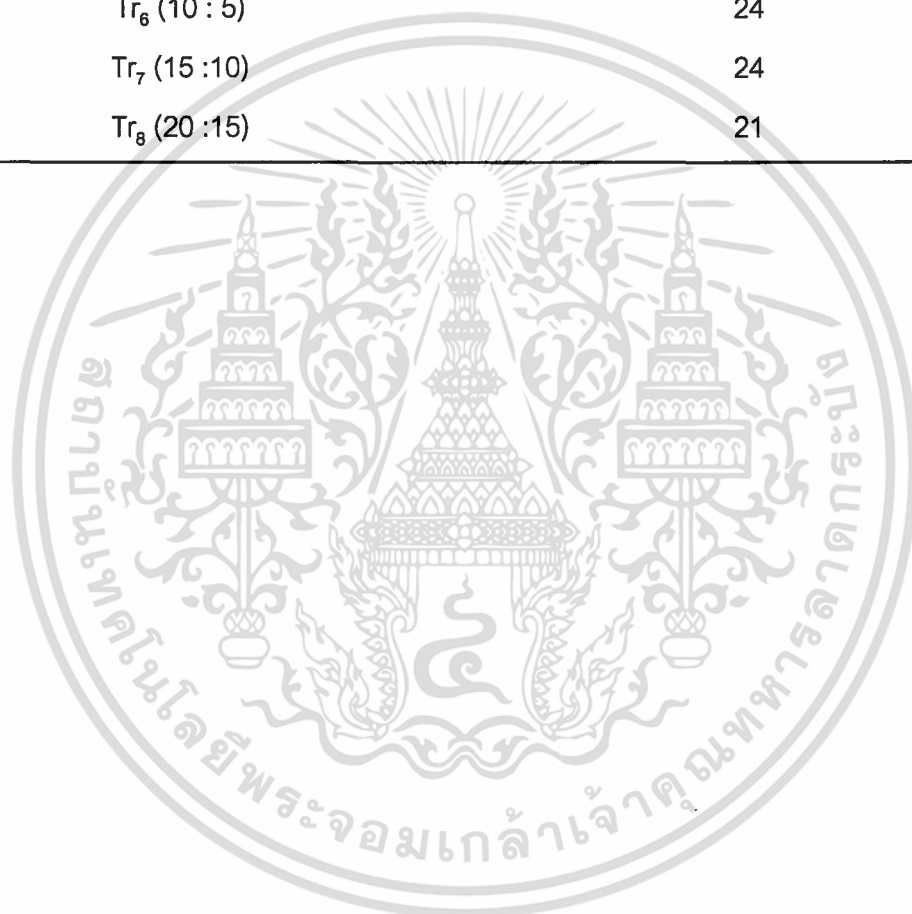 Tr₆ (10 : 5) 24
Tr₇ (15 :10) 24
Tr₈ (20 :15) 21
สถาบันเทคโนโลยีพระจอมเกล้าเจ้าคุณทหารลาดกระบัง
๔